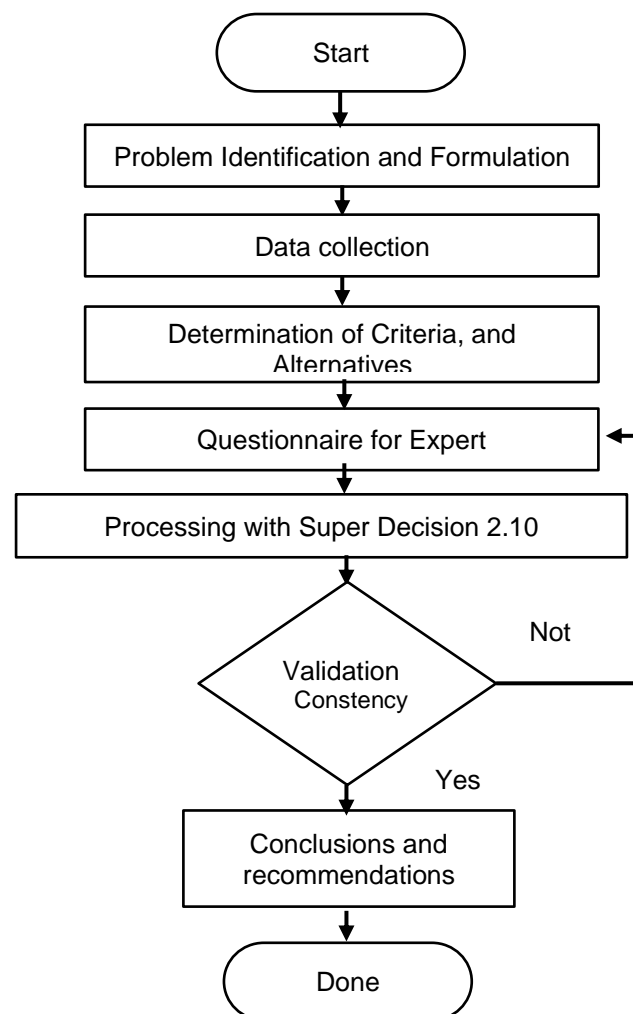 Start
Problem Identification and Formulation
Data collection
Determination of Criteria, and
Alternatives
Questionnaire for Expert
Processing with Super Decision 2.10
Not
Validation
Constency
Yes
Conclusions and
recommendations
Done